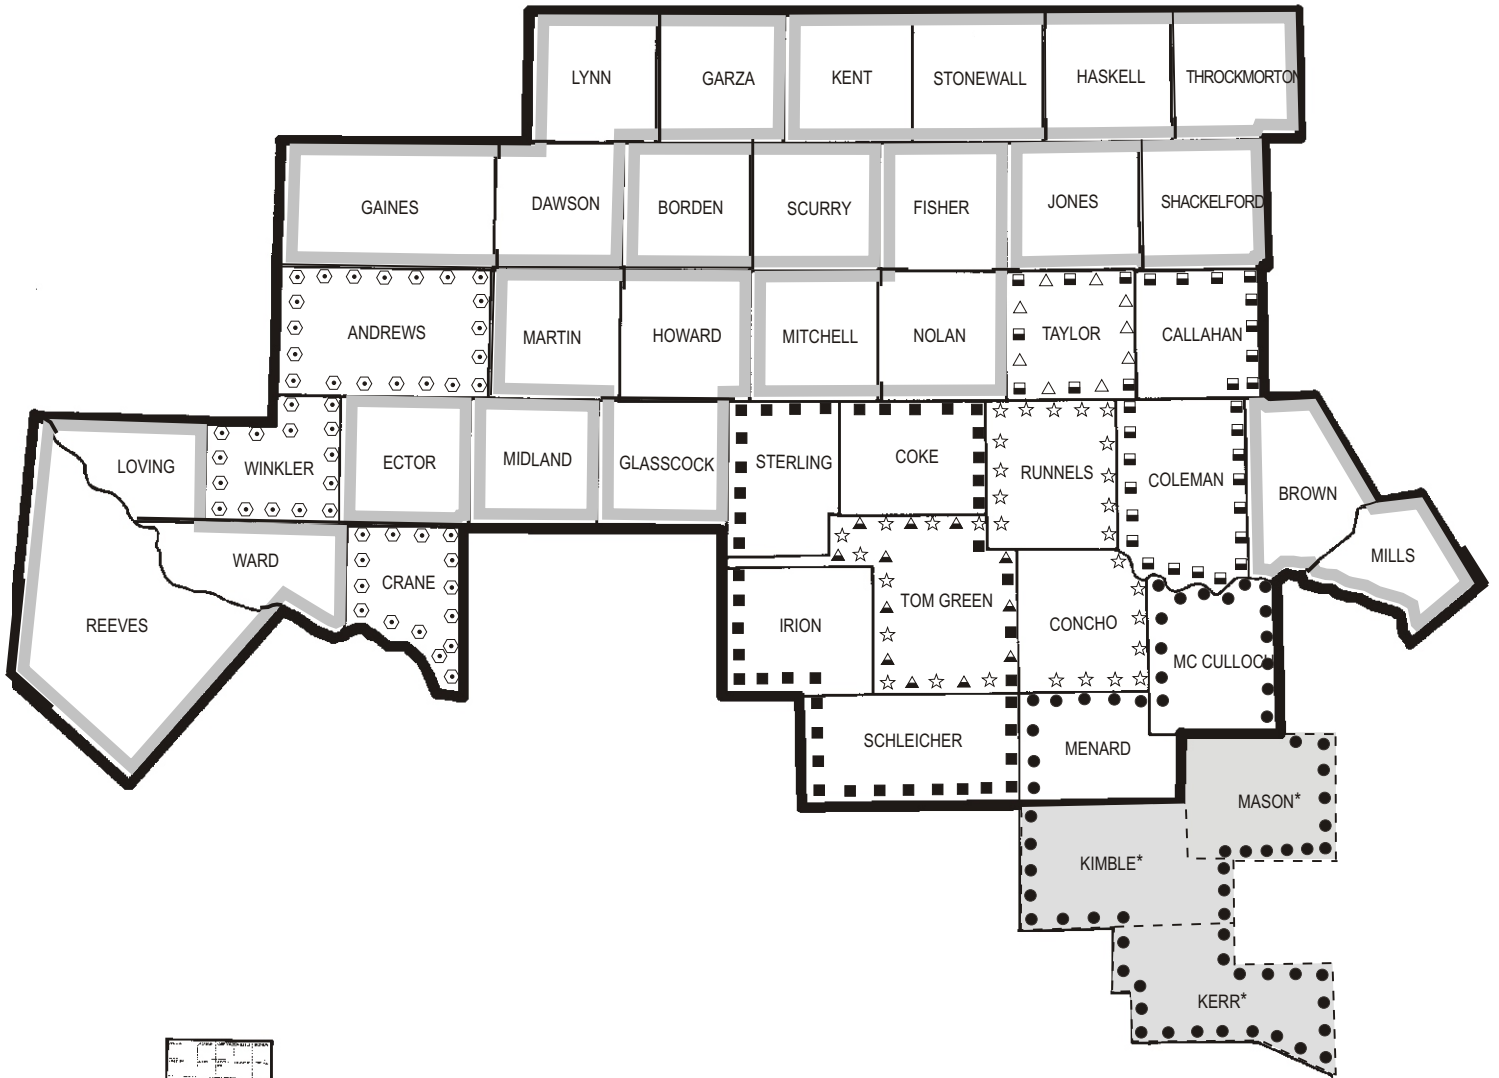 LYNN
GARZA
KENT
STONEWALL
HASKELL
THROCKMORTON
GAINES
DAWSON
BORDEN
SCURRY
FISHER
JONES
SHACKELFORD
ANDREWS
MARTIN
HOWARD
MITCHELL
NOLAN
TAYLOR
CALLAHAN
LOVING
WINKLER
ECTOR
MIDLAND
GLASSCOCK
STERLING
COKE
RUNNELS
COLEMAN
BROWN
WARD
CRANE
MILLS
REEVES
IRION
TOM GREEN
CONCHO
MC CULLOCH
SCHLEICHER
MENARD
MASON*
KIMBLE*
KERR*